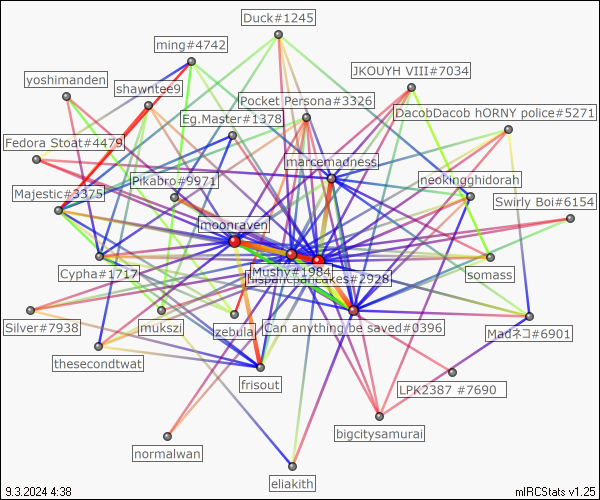 Duck#1245
ming#4742
JKOUYH VIII#7034
yoshimanden
shawntee9
Pocket Persona#3326
Eg.Master#1378
DacobDacob hORNY police#5271
Fedora Stoat#4479
marcemadness
Pikabro#9971
neokingghidorah
Majestic#3375
Swirly Boi#6154
moonraven
Cypha#1717
Mushy#1984
hispancpancakes#2928
somass
Silver#7938
mukszi
zebula
Can anything be saved#0396
Madネコ#6901
thesecondtwat
frisout
LPK2387 #7690
bigcitysamurai
normalwan
eliakith
9.3.2024 4:38
mIRCStats v1.25